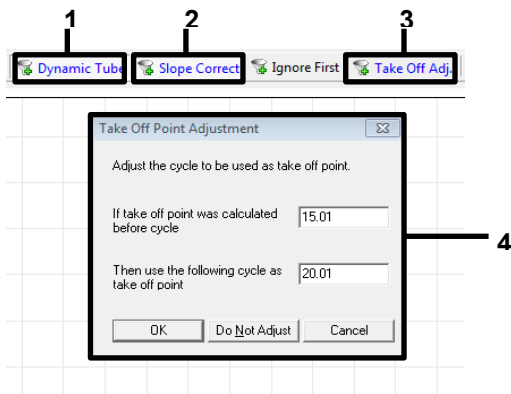 1 2 3
Dynamic Tube Slope Correct Ignore First Take Off Adj.
Take Off Point Adjustment
Adjust the cycle to be used as take off point.
If take off point was calculated
before cycle
15.01
4
Then use the following cycle as
take off point
20.01
OK Do Not Adjust Cancel